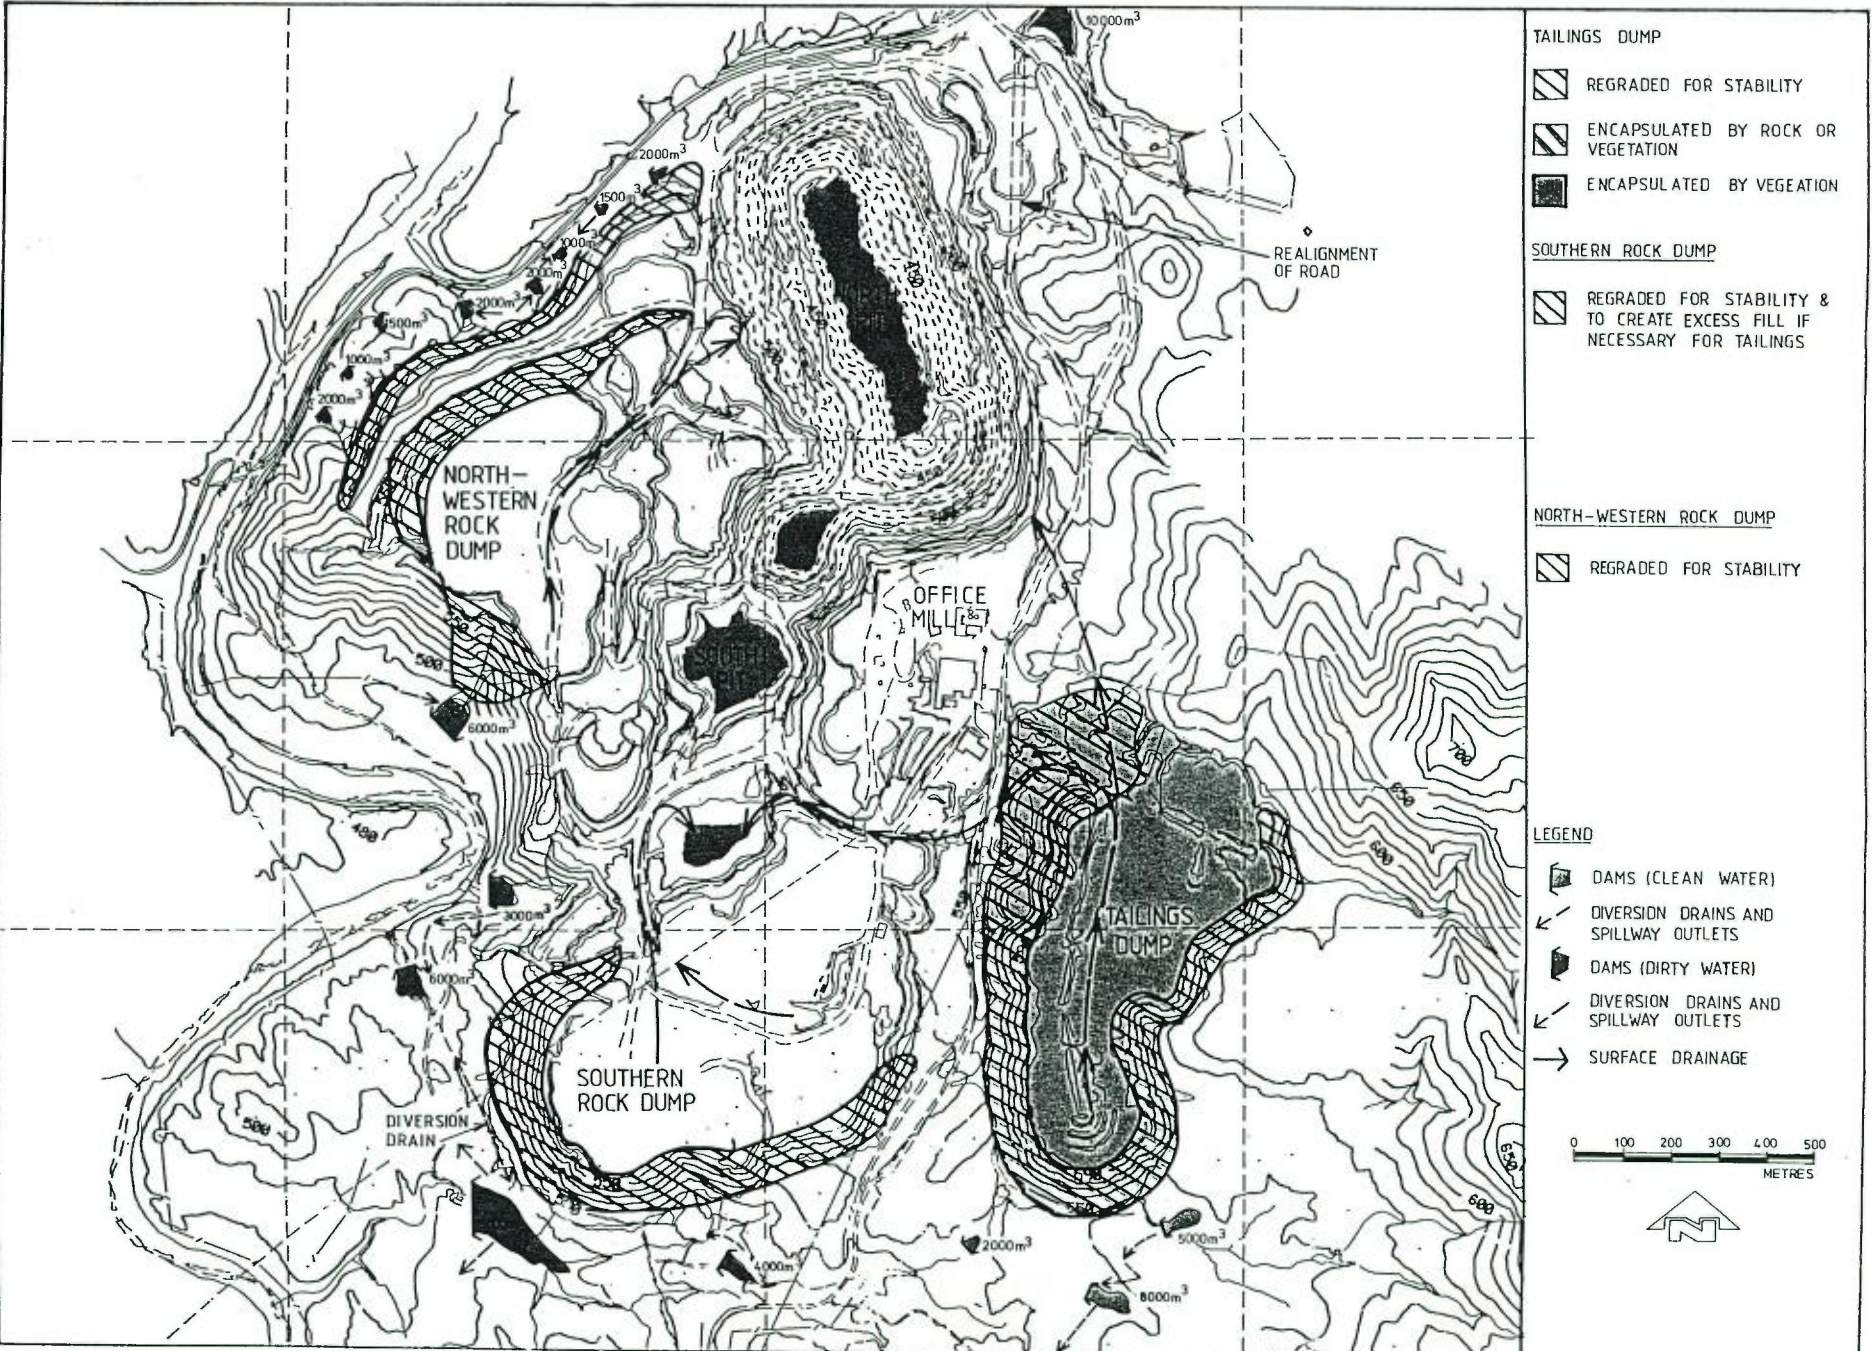 10000m³
2000m³
1500m³
1000m³
2000m³
2000m³
1500m³
1000m³
2000m³
450
REALIGNMENT
OF ROAD
NORTH-
WESTERN
ROCK
DUMP
450
OFFICE
&
MILL
SOUTH
PIT
500
6000m³
700
650
600
480
3000m³
6000m³
TAILINGS
DUMP
SOUTHERN
ROCK DUMP
500
DIVERSION
DRAIN
550
550
650
600
4000m³
2000m³
5000m³
8000m³
TAILINGS DUMP
REGRADED FOR STABILITY
ENCAPSULATED BY ROCK OR
VEGETATION
ENCAPSULATED BY VEGEATION
SOUTHERN ROCK DUMP
REGRADED FOR STABILITY &
TO CREATE EXCESS FILL IF
NECESSARY FOR TAILINGS
NORTH-WESTERN ROCK DUMP
REGRADED FOR STABILITY
LEGEND
DAMS (CLEAN WATER)
DIVERSION DRAINS AND
SPILLWAY OUTLETS
DAMS (DIRTY WATER)
DIVERSION DRAINS AND
SPILLWAY OUTLETS
SURFACE DRAINAGE
0 100 200 300 400 500
METRES
N